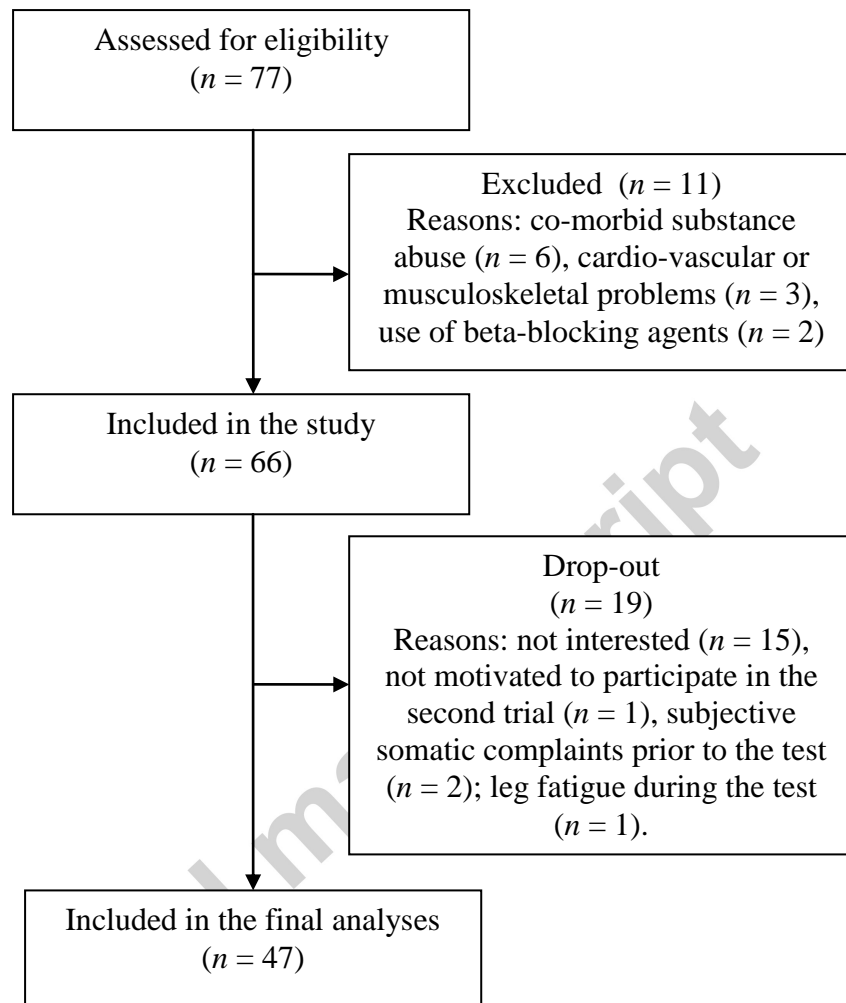 Assessed for eligibility
(n = 77)
Excluded (n = 11)
Reasons: co-morbid substance
abuse (n = 6), cardio-vascular or
musculoskeletal problems (n = 3),
use of beta-blocking agents (n = 2)
Included in the study
(n = 66)
Drop-out
(n = 19)
Reasons: not interested (n = 15),
not motivated to participate in the
second trial (n = 1), subjective
somatic complaints prior to the test
(n = 2); leg fatigue during the test
(n = 1).
Included in the final analyses
(n = 47)